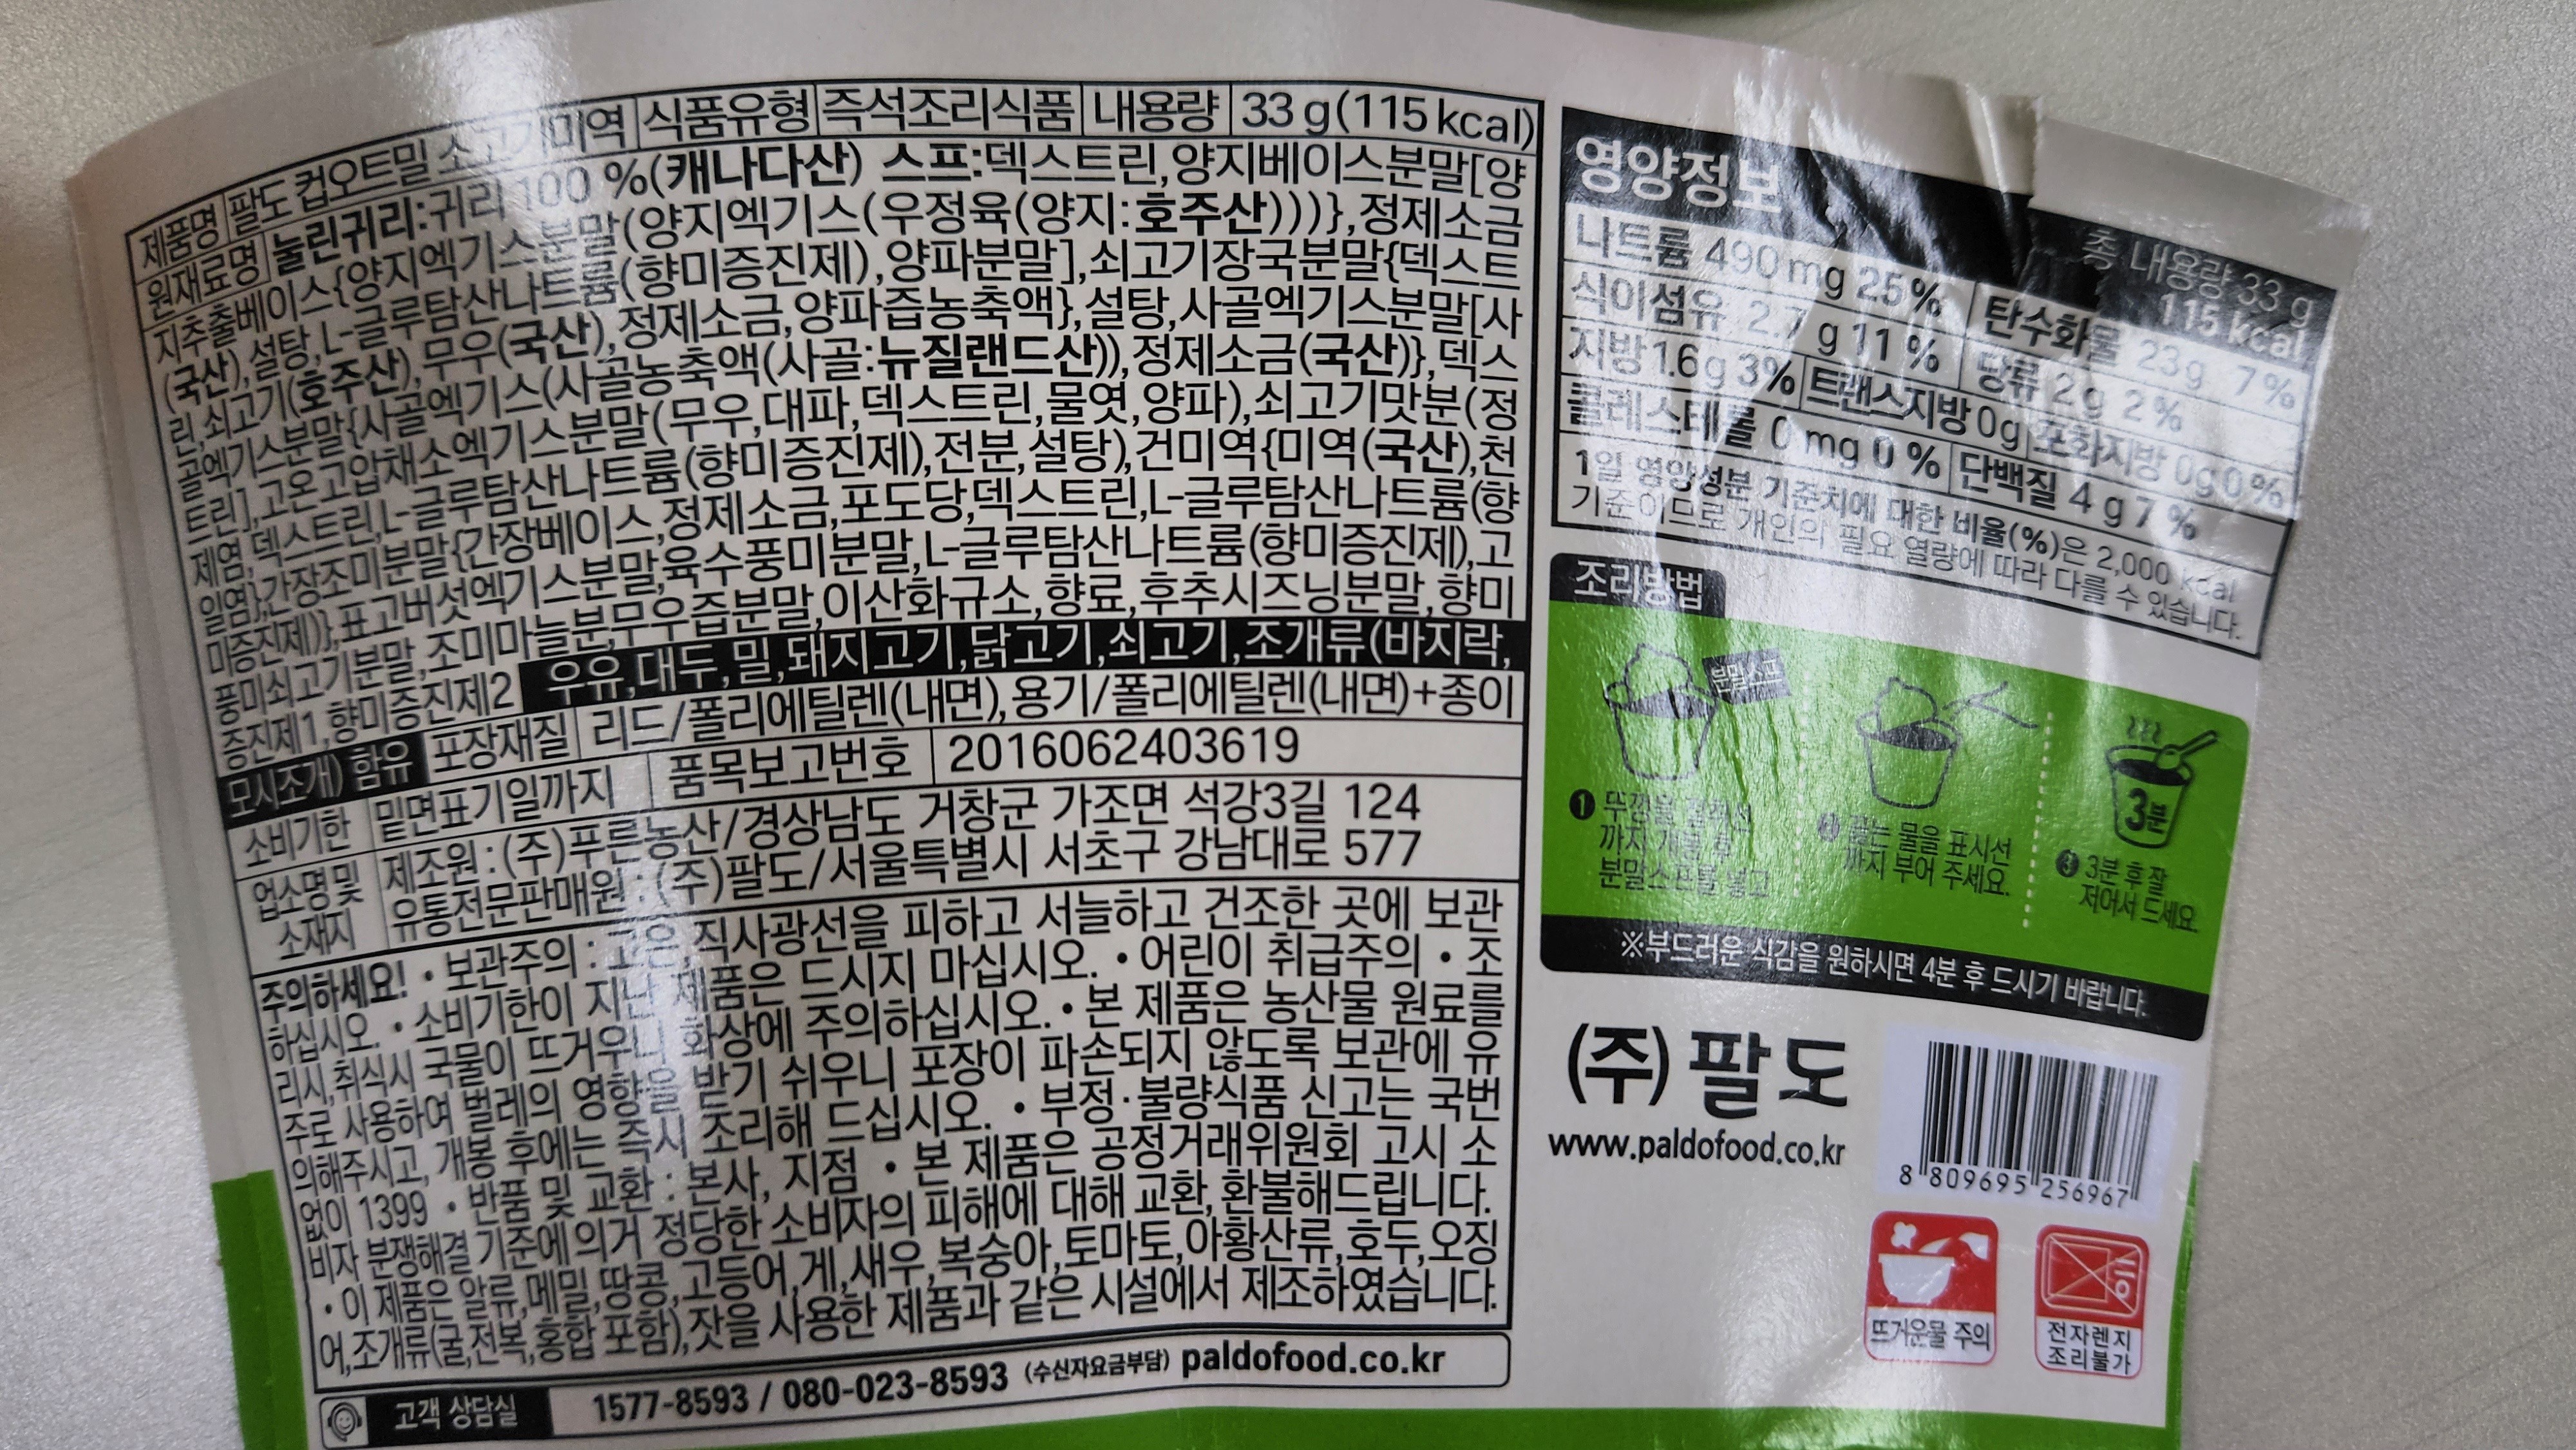 제품명 팔도 컵오트밀 소고기미역 식품유형 즉석조리식품 내용량 33 g(115 kcal)
원재료명 눌린귀리:귀리 100 %(캐나다산) 스프:덱스트린,양지베이스분말[양
지추출베이스{양지엑기스분말(양지엑기스(우정육(양지:호주산)))},정제소금
(국산),설탕,L-글루탐산나트륨(향미증진제),양파분말],쇠고기장국분말{덱스트
린,쇠고기(호주산),무우(국산),정제소금,양파즙농축액},설탕,사골엑기스분말[사
골엑기스분말{사골엑기스(사골농축액(사골:뉴질랜드산)),정제소금(국산)},덱스
트린],고온고압채소엑기스분말(무우,대파,덱스트린,물엿,양파),쇠고기맛분(정
제염,덱스트린,L-글루탐산나트륨(향미증진제),전분,설탕),건미역{미역(국산),천
일염},간장조미분말{간장베이스,정제소금,포도당,덱스트린,L-글루탐산나트륨(향
미증진제)},표고버섯엑기스분말,육수풍미분말,L-글루탐산나트륨(향미증진제),고
풍미쇠고기분말,조미마늘분,무우즙분말,이산화규소,향료,후추시즈닝분말,향미
증진제1,향미증진제2 우유,대두,밀,돼지고기,닭고기,쇠고기,조개류(바지락,
모시조개) 함유 포장재질 리드/폴리에틸렌(내면),용기/폴리에틸렌(내면)+종이
소비기한 밑면표기일까지 품목보고번호 2016062403619
업소명 및 소재지 제조원:(주)푸른농산/경상남도 거창군 가조면 석강3길 124
유통전문판매원:(주)팔도/서울특별시 서초구 강남대로 577
주의하세요! • 보관주의 : 고온,직사광선을 피하고 서늘하고 건조한 곳에 보관
하십시오. • 소비기한이 지난 제품은 드시지 마십시오. • 어린이 취급주의 • 조
리시,취식시 국물이 뜨거우니 화상에 주의하십시오. • 본 제품은 농산물 원료를
주로 사용하여 벌레의 영향을 받기 쉬우니 포장이 파손되지 않도록 보관에 유
의해주시고, 개봉 후에는 즉시 조리해 드십시오. • 부정·불량식품 신고는 국번
없이 1399 • 반품 및 교환 : 본사, 지점 • 본 제품은 공정거래위원회 고시 소
비자 분쟁해결 기준에 의거 정당한 소비자의 피해에 대해 교환, 환불해드립니다.
• 이 제품은 알류,메밀,땅콩,고등어,게,새우,복숭아,토마토,아황산류,호두,오징
어,조개류(굴,전복,홍합 포함),잣을 사용한 제품과 같은 시설에서 제조하였습니다.
고객 상담실 1577-8593 / 080-023-8593 (수신자요금부담) paldofood.co.kr
영양정보
총 내용량 33 g
115 kcal
나트륨 490 mg 25% 탄수화물 23g 7%
식이섬유 2.7 g 11 % 당류 2g 2%
지방 1.6g 3% 트랜스지방 0g 포화지방 0g 0%
콜레스테롤 0 mg 0 % 단백질 4 g 7 %
1일 영양성분 기준치에 대한 비율(%)은 2,000 kcal
기준이므로 개인의 필요 열량에 따라 다를 수 있습니다.
조리방법
분말스프
3분
❶ 뚜껑을
까지 개봉 후
분말스프를 넣고
❷ 끓는 물을 표시선
까지 부어 주세요.
❸ 3분 후 잘
저어서 드세요.
※부드러운 식감을 원하시면 4분 후 드시기 바랍니다.
(주) 팔도
www.paldofood.co.kr
8 809695 256967
뜨거운물 주의
전자렌지
조리불가